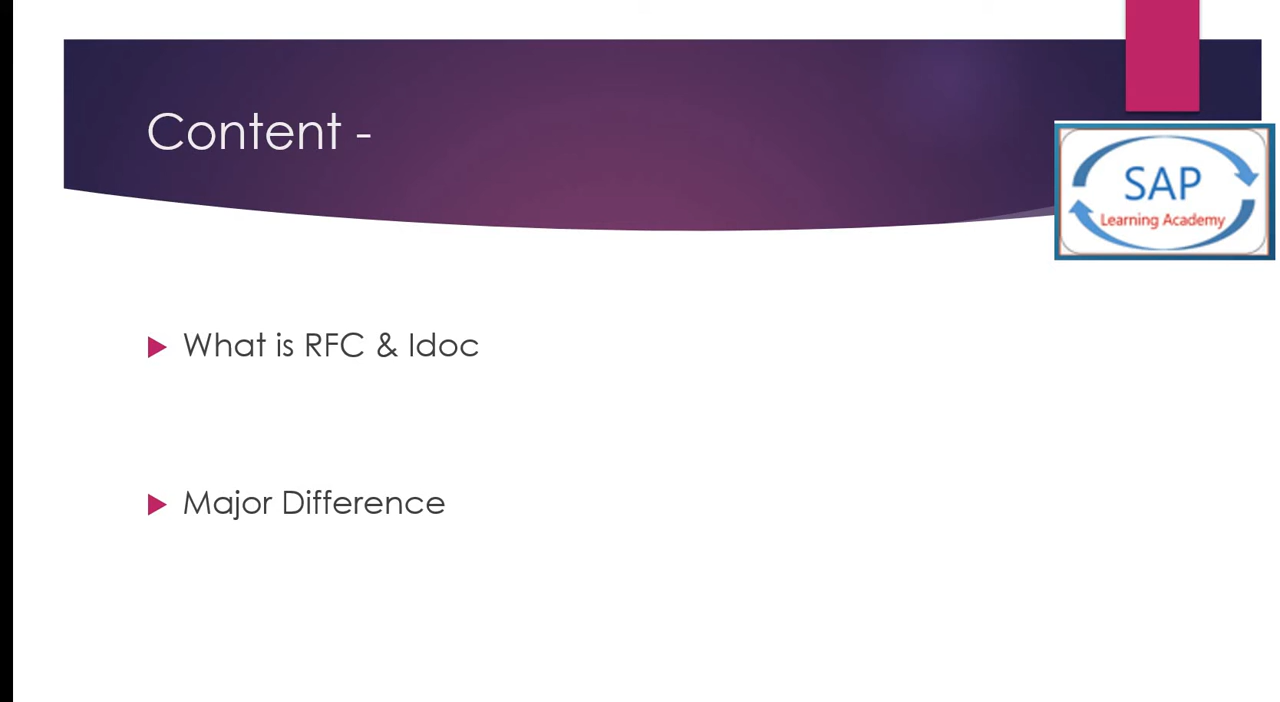 Content -
SAP
Learning Academy
What is RFC & Idoc
Major Difference